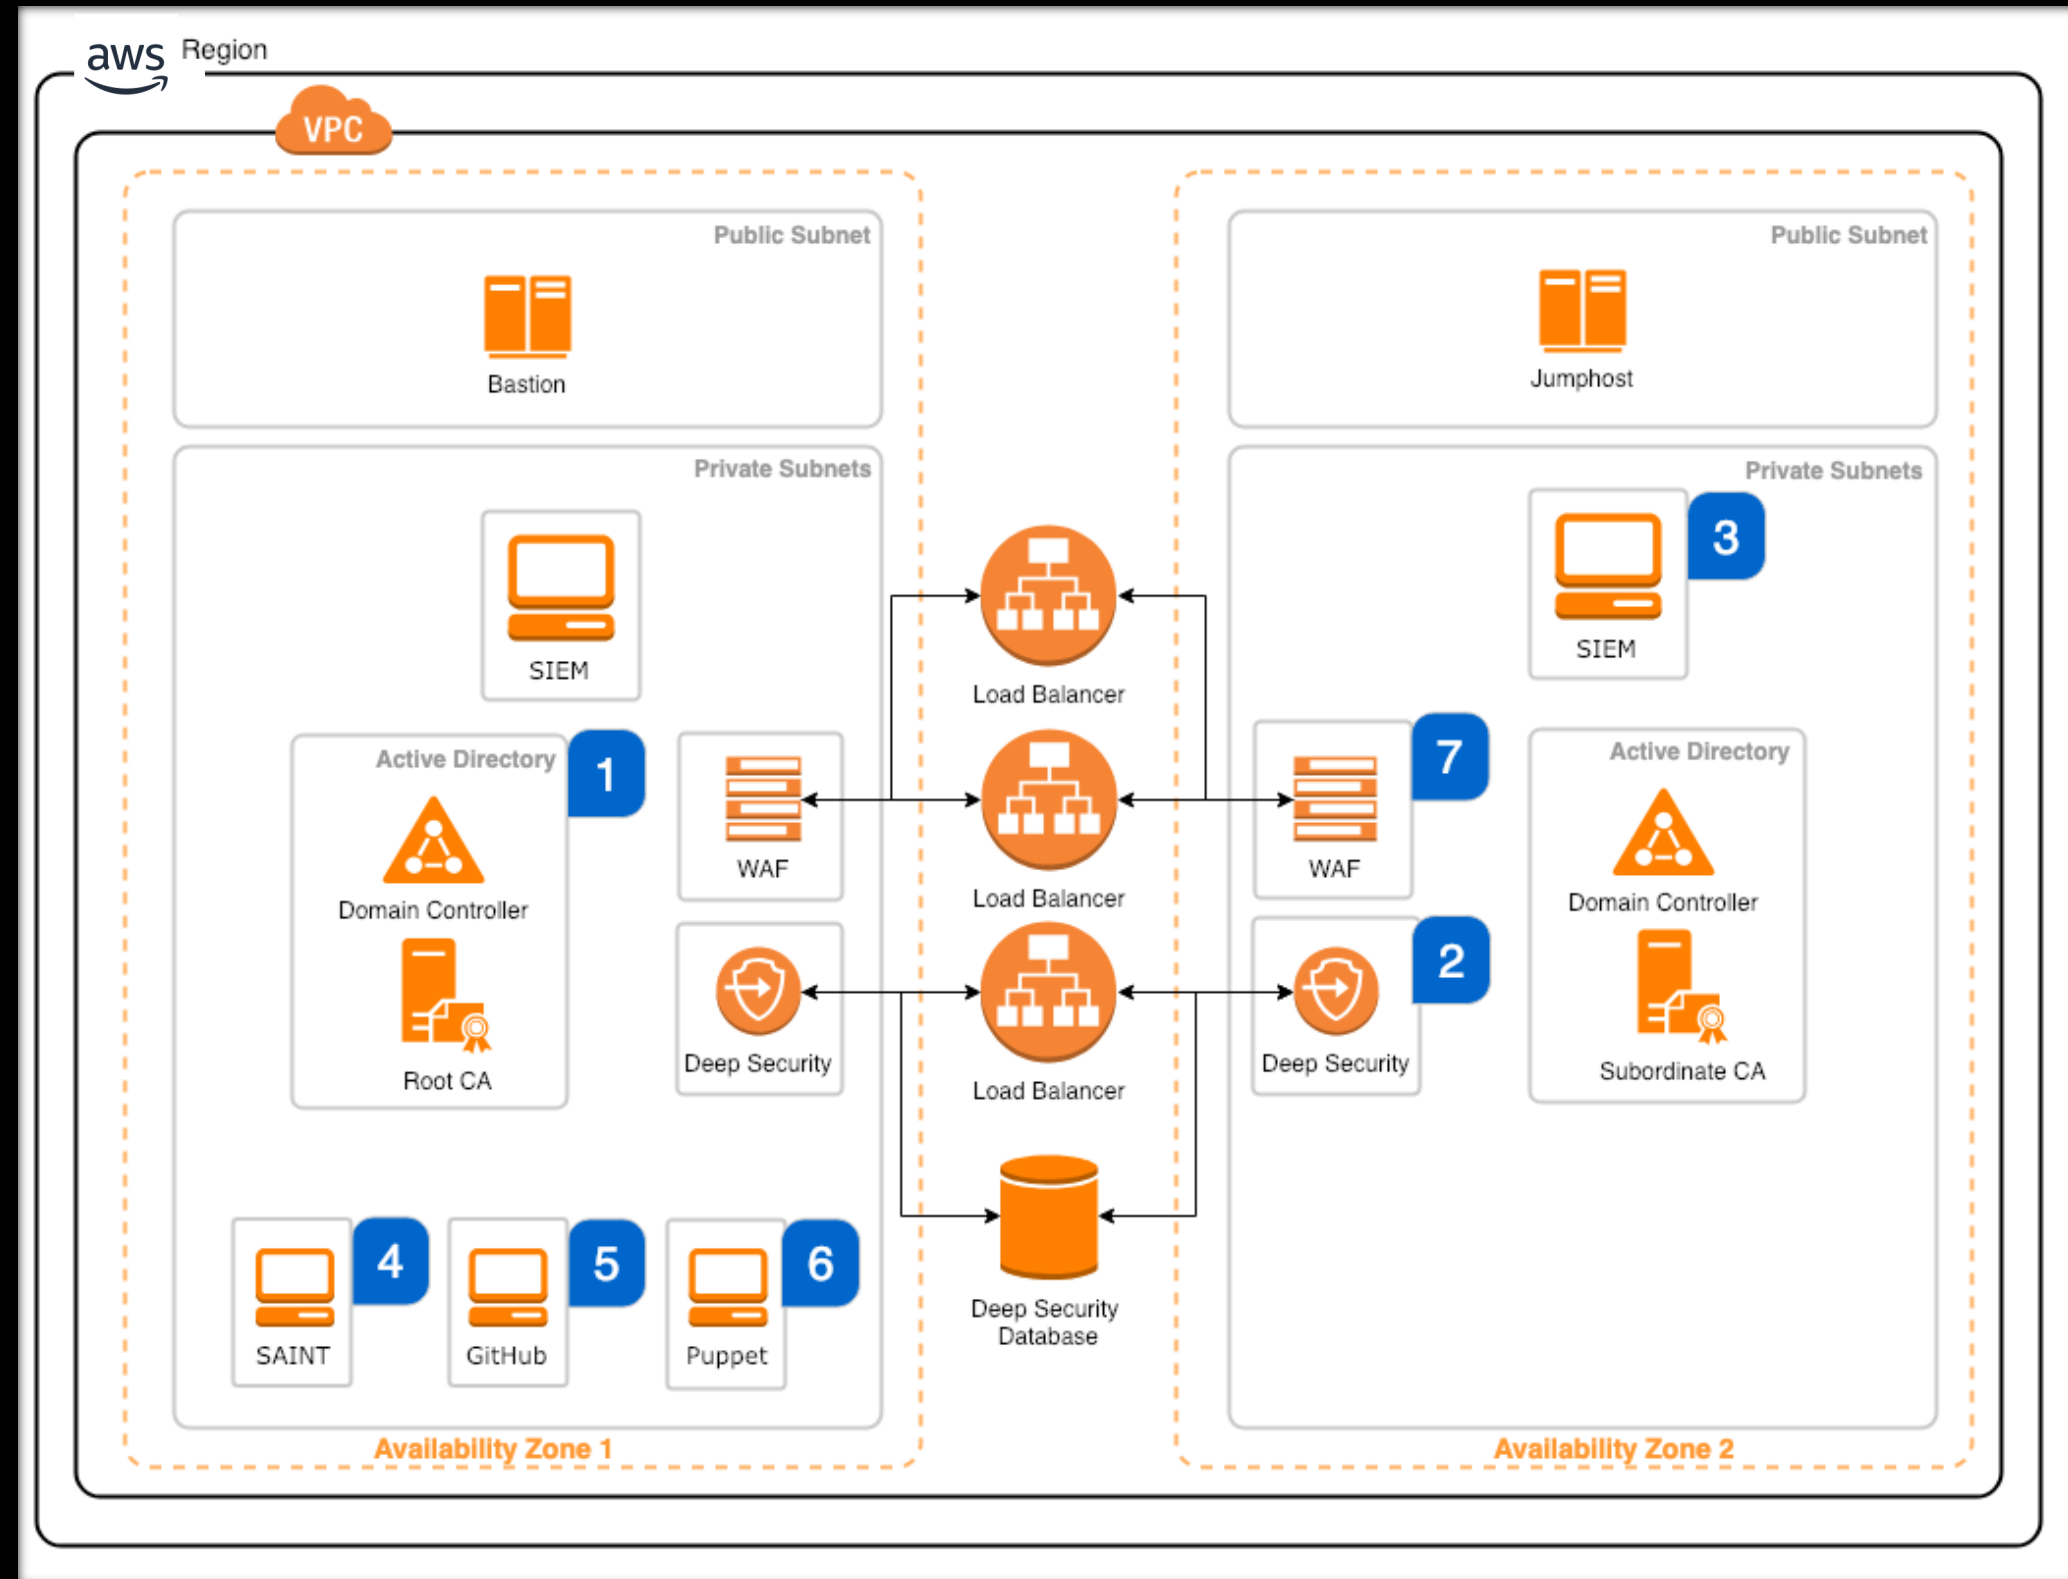 aws Region
VPC
Public Subnet
Bastion
Private Subnets
SIEM
Active Directory
1
Domain Controller
Root CA
WAF
Deep Security
SAINT
4
GitHub
5
Puppet
6
Availability Zone 1
Load Balancer
Load Balancer
Load Balancer
Deep Security
Database
Public Subnet
Jumphost
Private Subnets
SIEM
3
WAF
7
Deep Security
2
Active Directory
Domain Controller
Subordinate CA
Availability Zone 2